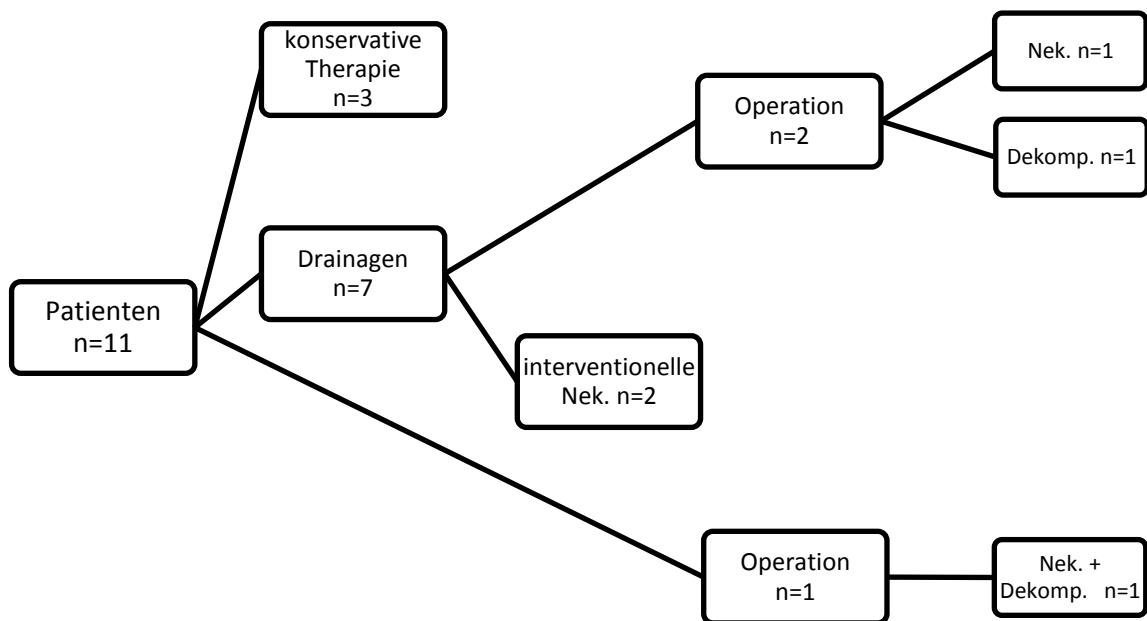 konservative
Therapie
n=3
Nek. n=1
Operation
n=2
Dekomp. n=1
Drainagen
n=7
Patienten
n=11
interventionelle
Nek. n=2
Operation
n=1
Nek. +
Dekomp. n=1